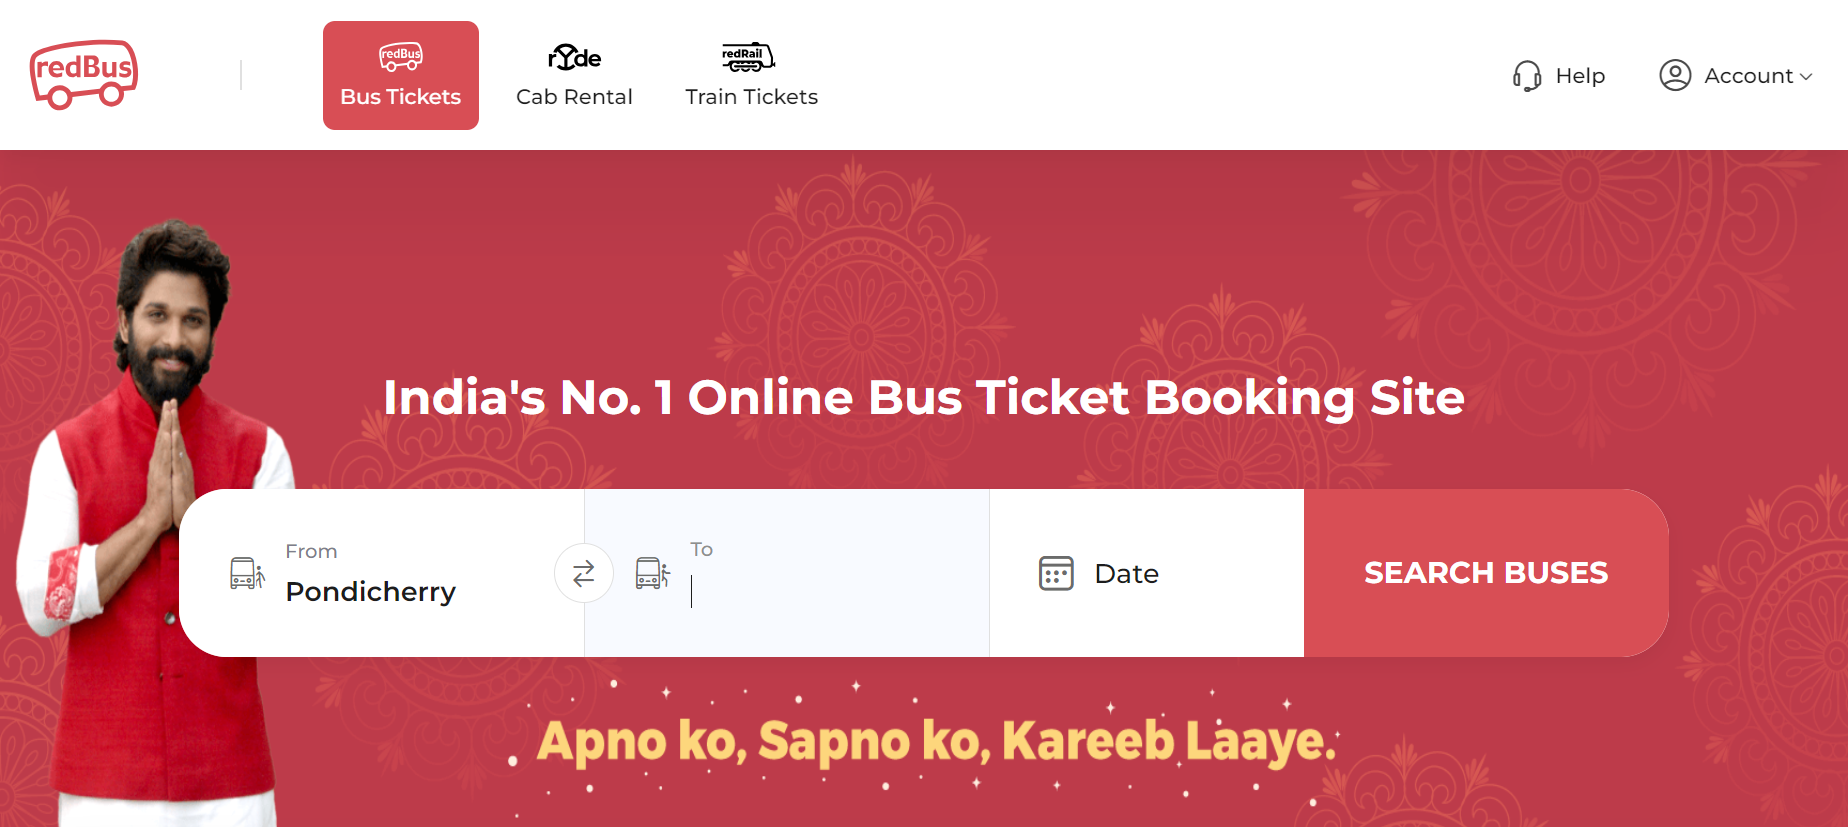 redBus
redBus
Bus Tickets
ryde
Cab Rental
redRail
Train Tickets
Help
Account
India's No. 1 Online Bus Ticket Booking Site
From
Pondicherry
To
Date
SEARCH BUSES
Apno ko, Sapno ko, Kareeb Laaye.